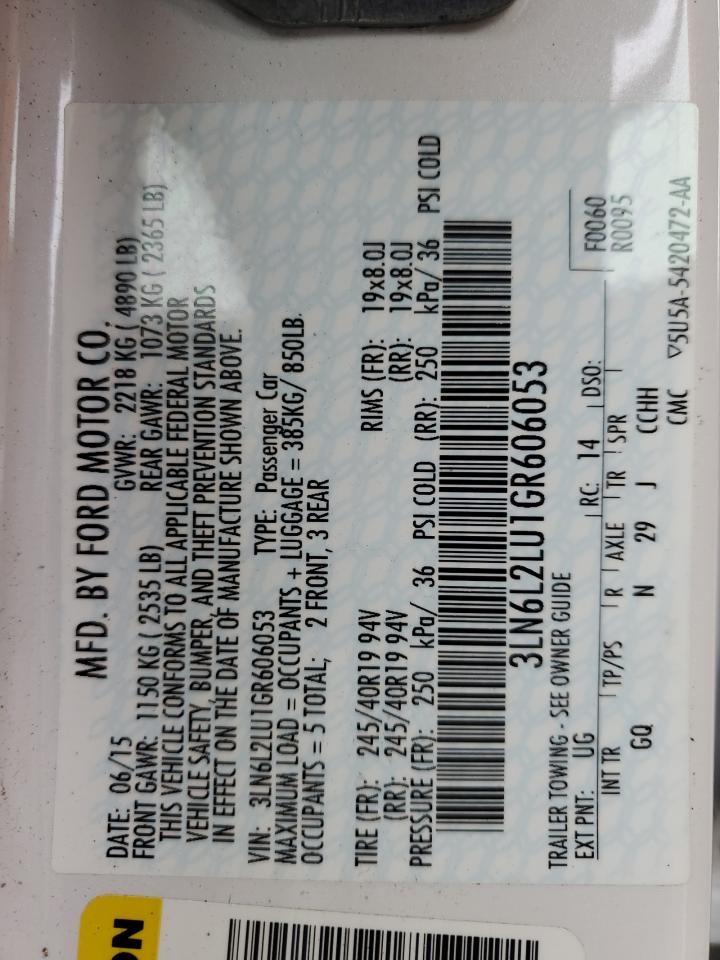 MFD. BY FORD MOTOR CO.
DATE: 06/15 GVWR: 2218 KG ( 4890 LB)
FRONT GAWR: 1150 KG ( 2535 LB) REAR GAWR: 1073 KG ( 2365 LB)
THIS VEHICLE CONFORMS TO ALL APPLICABLE FEDERAL MOTOR
VEHICLE SAFETY, BUMPER, AND THEFT PREVENTION STANDARDS
IN EFFECT ON THE DATE OF MANUFACTURE SHOWN ABOVE.
VIN: 3LN6L2LU1GR606053 TYPE: Passenger Car
MAXIMUM LOAD = OCCUPANTS + LUGGAGE = 385KG/ 850LB.
OCCUPANTS = 5 TOTAL; 2 FRONT, 3 REAR
TIRE (FR): 245/40R19 94V RIMS (FR): 19x8.0J
(RR): 245/40R19 94V (RR): 19x8.0J
PRESSURE (FR): 250 kPa/ 36 PSI COLD (RR): 250 kPa/ 36 PSI COLD
3LN6L2LU1GR606053
TRAILER TOWING - SEE OWNER GUIDE
EXT PNT: UG RC: 14 DSO: F0060
R0095
INT TR TP/PS R AXLE TR SPR
GQ N 29 J CCHH
CMC ▽5U5A-5420472-AA
ON